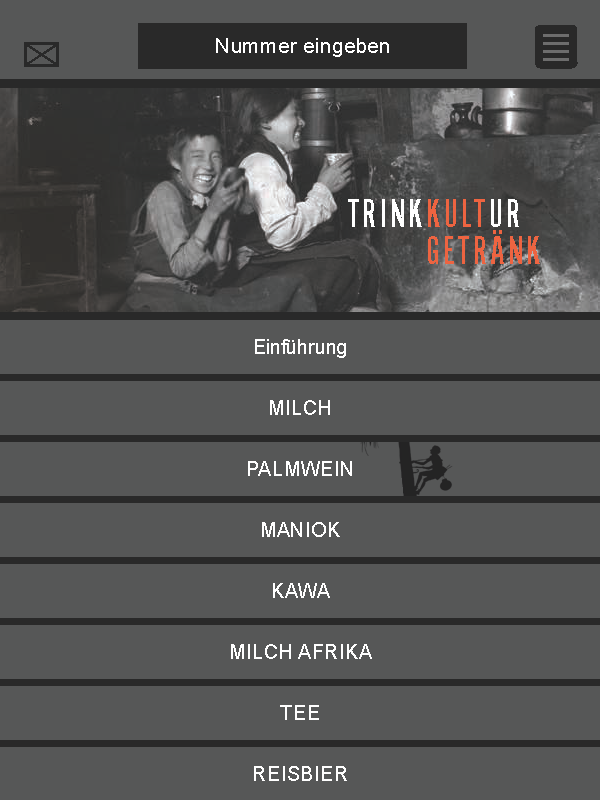 Nummer eingeben
TRINKKULTUR
GETRÄNK
Einführung
MILCH
PALMWEIN
MANIOK
KAWA
MILCH AFRIKA
TEE
REISBIER